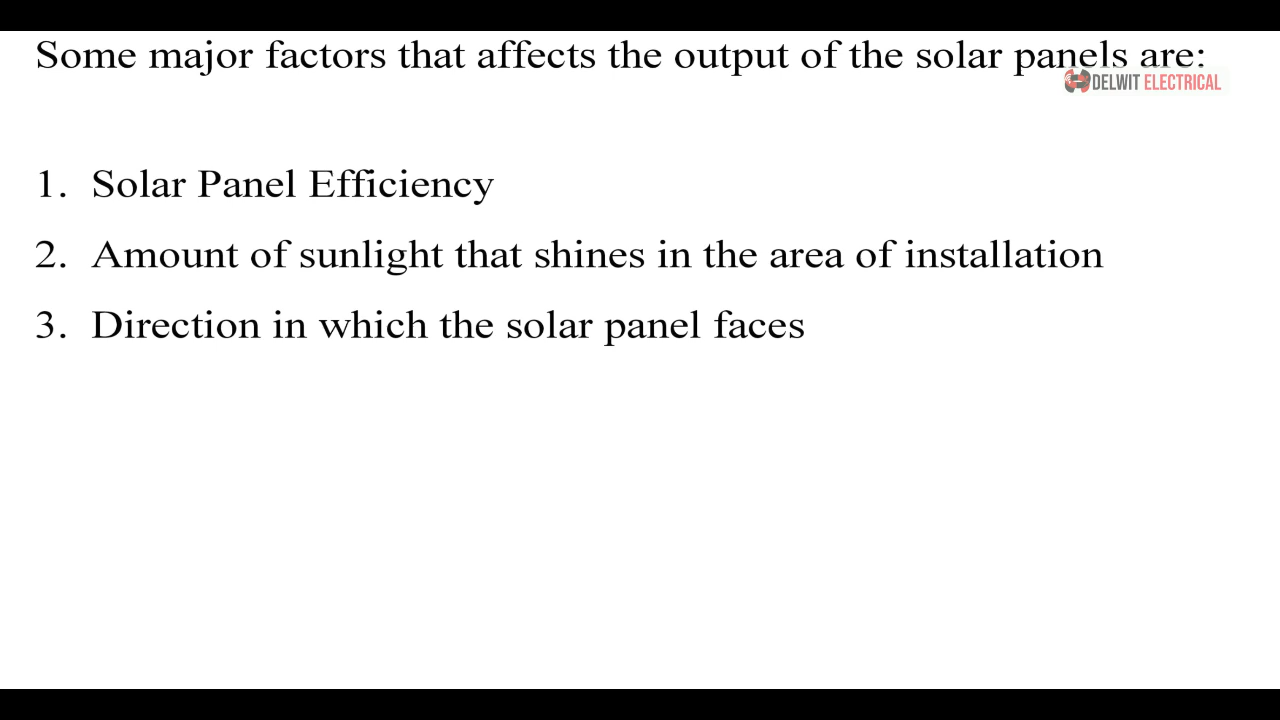 Some major factors that affects the output of the solar panels are:
DELWIT ELECTRICAL
1. Solar Panel Efficiency
2. Amount of sunlight that shines in the area of installation
3. Direction in which the solar panel faces